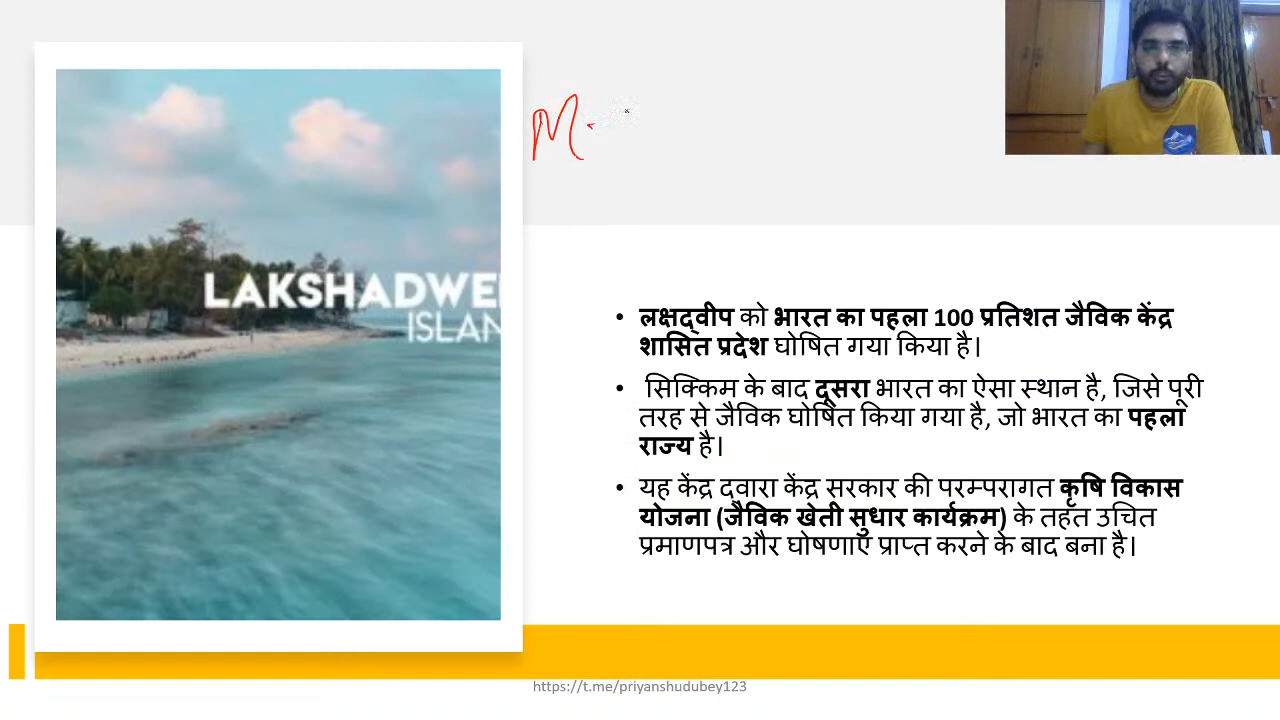 M.
LAKSHADWE
ISLAN
• लक्षद्वीप को भारत का पहला 100 प्रतिशत जैविक केंद्र
शासित प्रदेश घोषित गया किया है।
• सिक्किम के बाद दूसरा भारत का ऐसा स्थान है, जिसे पूरी
तरह से जैविक घोषित किया गया है, जो भारत का पहला
राज्य है।
• यह केंद्र द्वारा केंद्र सरकार की परम्परागत कृषि विकास
योजना (जैविक खेती सुधार कार्यक्रम) के तहत उचित
प्रमाणपत्र और घोषणाएं प्राप्त करने के बाद बना है।
https://t.me/priyanshudubey123